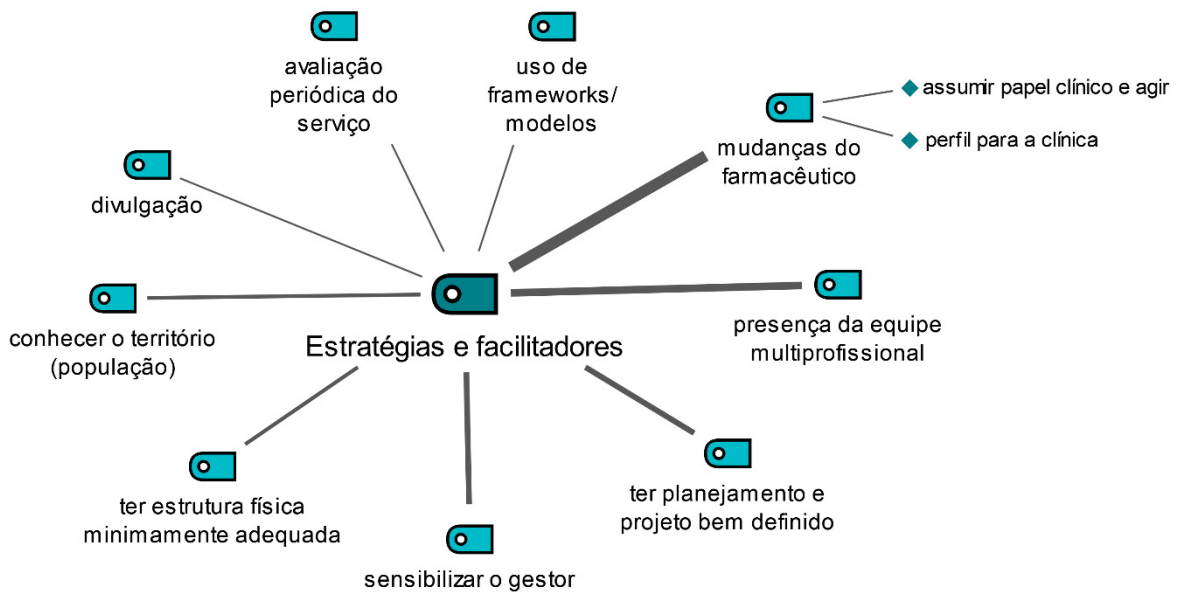 avaliação
periódica do
serviço
uso de
frameworks/
modelos
mudanças do
farmacêutico
assumir papel clínico e agir
perfil para a clínica
divulgação
conhecer o território
(população)
Estratégias e facilitadores
presença da equipe
multiprofissional
ter estrutura física
minimamente adequada
sensibilizar o gestor
ter planejamento e
projeto bem definido